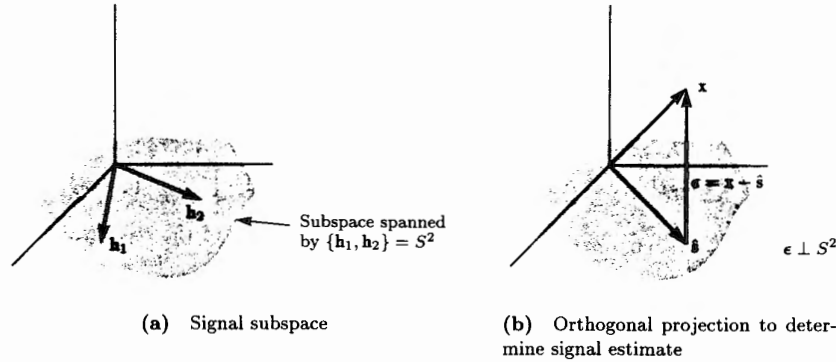 h₁
h₂
Subspace spanned
by {h₁, h₂} = S²
(a) Signal subspace
x
ϵ = x − ŝ
ŝ
ϵ ⊥ S²
(b) Orthogonal projection to deter-
mine signal estimate